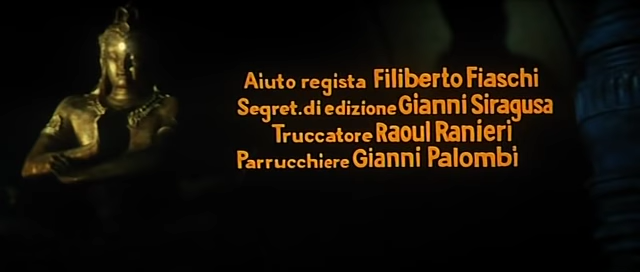 Aiuto regista Filiberto Fiaschi
Segret.di edizione Gianni Siragusa
Truccatore Raoul Ranieri
Parrucchiere Gianni Palombi